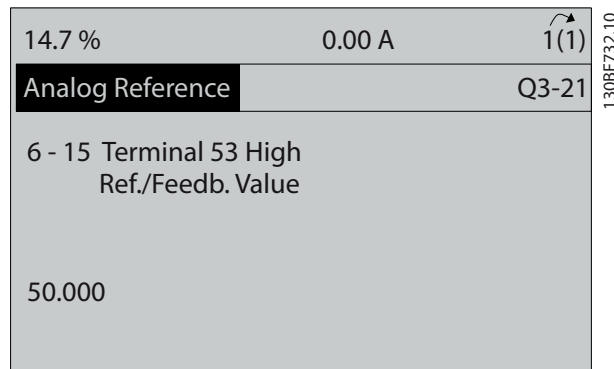 14.7 % 0.00 A 1(1)
Analog Reference Q3-21
6 - 15 Terminal 53 High
Ref./Feedb. Value
50.000
130BF732.10